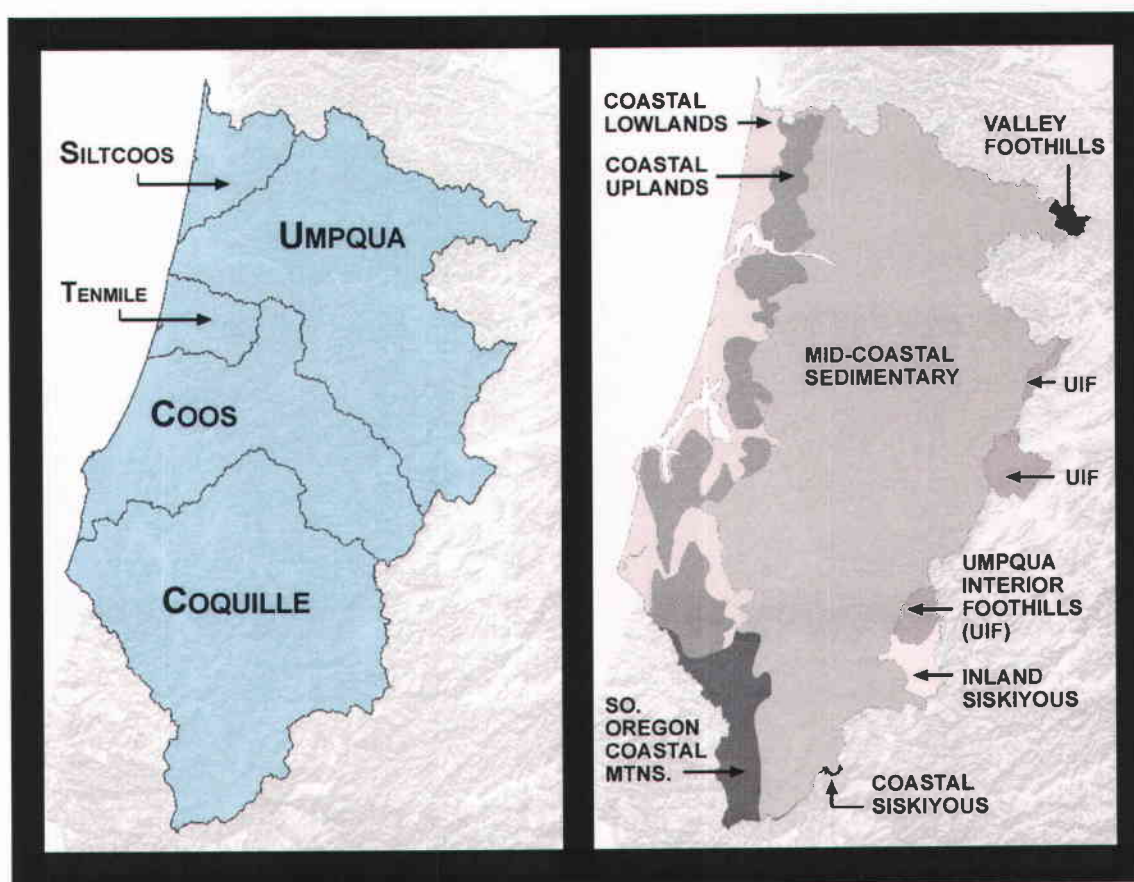 SILTCOOS
UMPQUA
TENMILE
COOS
COQUILLE
COASTAL
LOWLANDS
COASTAL
UPLANDS
VALLEY
FOOTHILLS
MID-COASTAL
SEDIMENTARY
UIF
UIF
UMPQUA
INTERIOR
FOOTHILLS
(UIF)
INLAND
SISKIYOUS
SO.
OREGON
COASTAL
MTNS.
COASTAL
SISKIYOUS